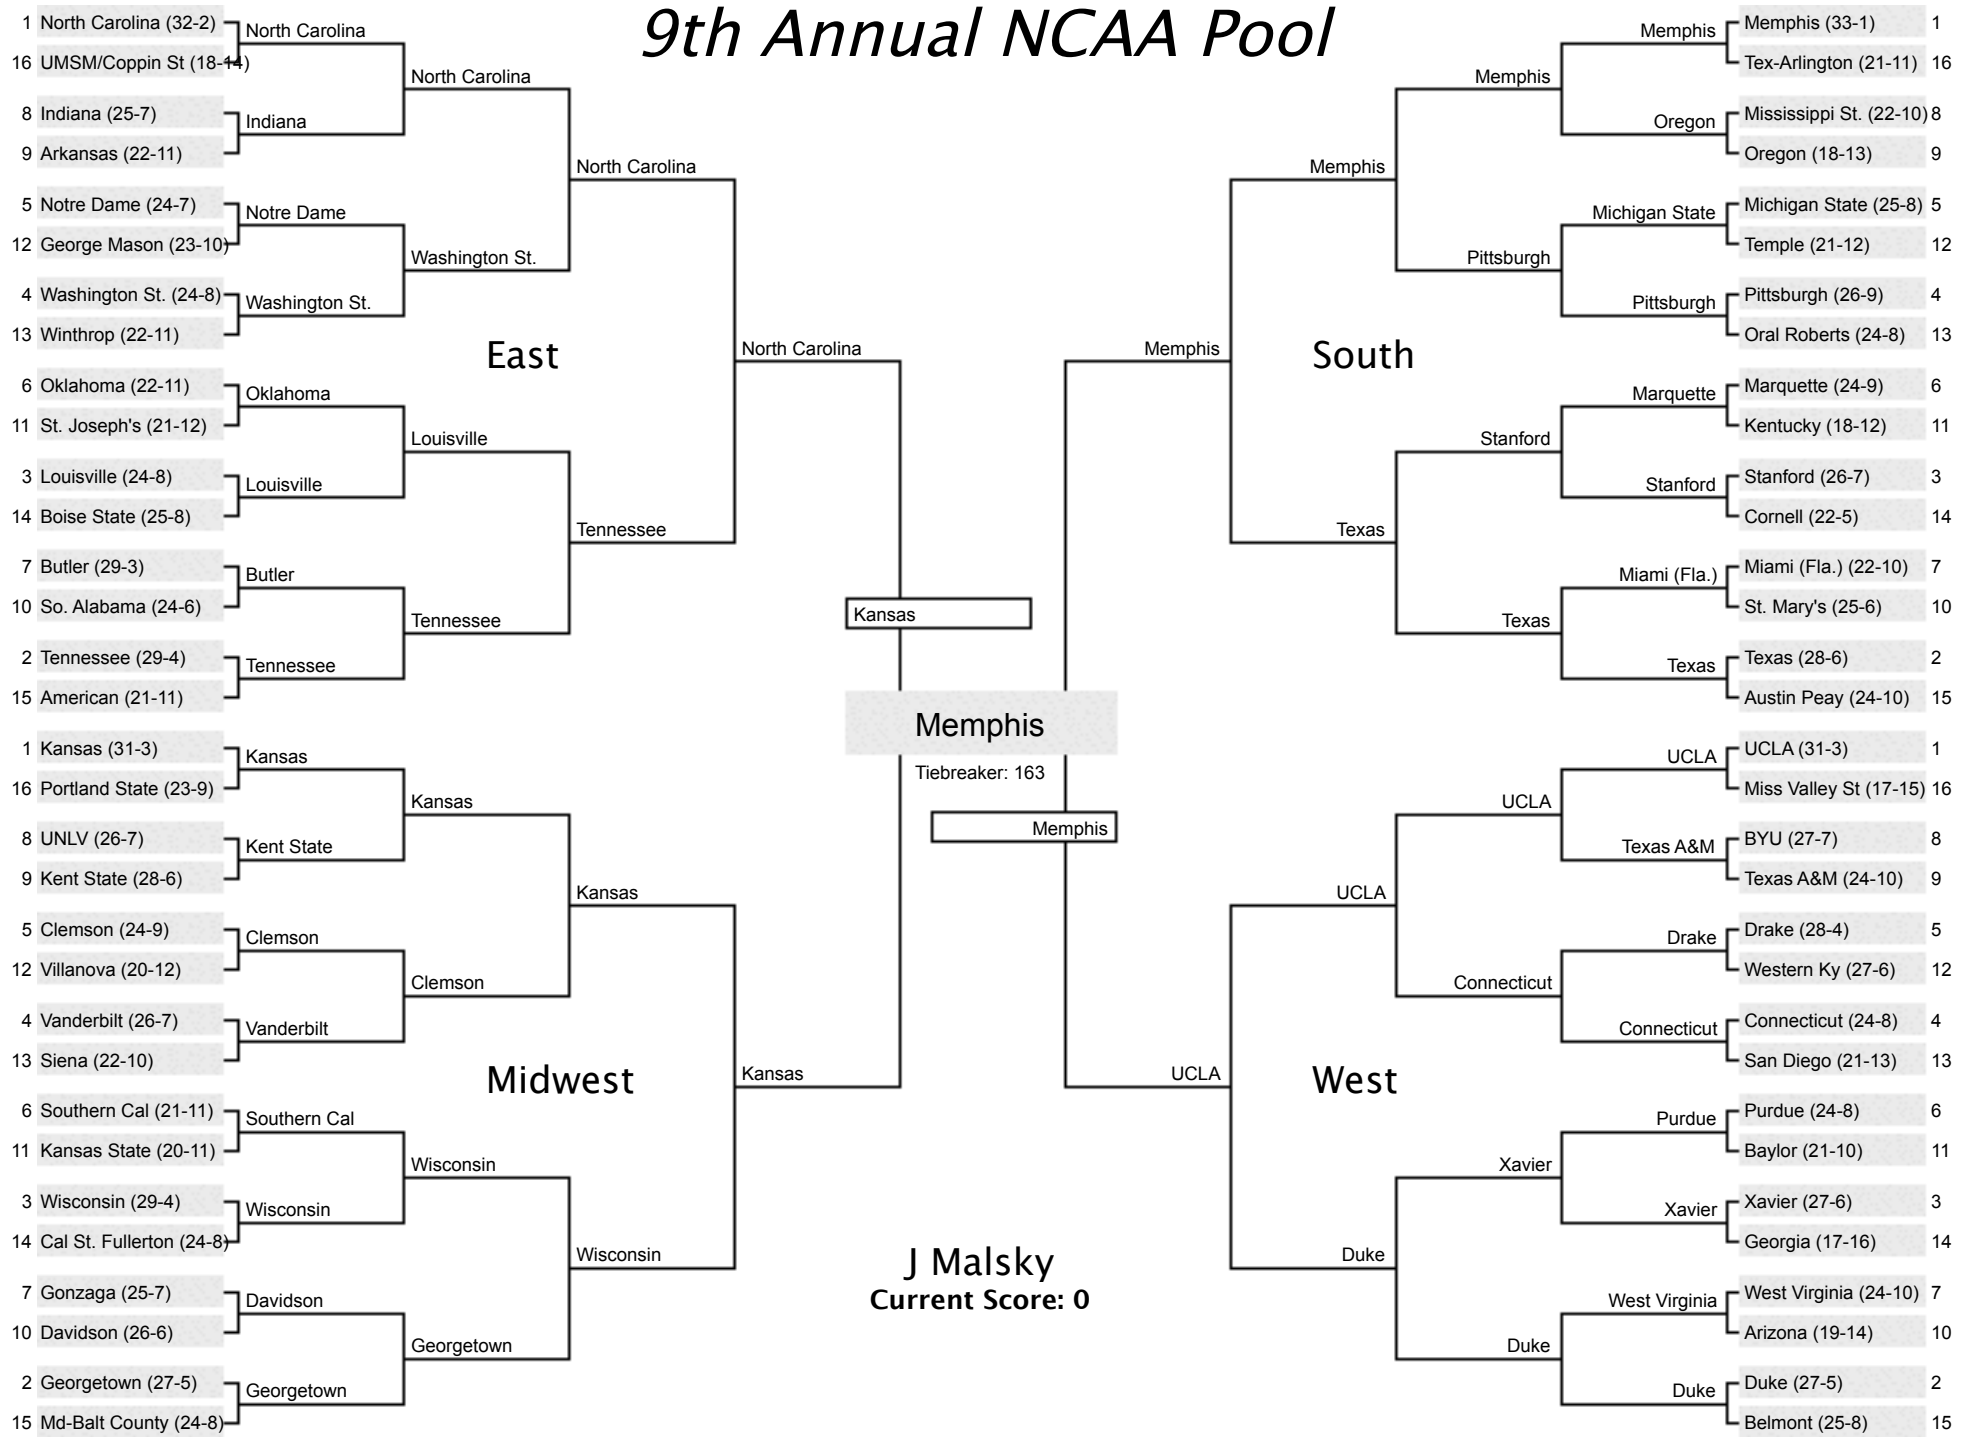 9th Annual NCAA Pool
1 North Carolina (32-2)
16 UMSM/Coppin St (18-14)
8 Indiana (25-7)
9 Arkansas (22-11)
5 Notre Dame (24-7)
12 George Mason (23-10)
4 Washington St. (24-8)
13 Winthrop (22-11)
6 Oklahoma (22-11)
11 St. Joseph's (21-12)
3 Louisville (24-8)
14 Boise State (25-8)
7 Butler (29-3)
10 So. Alabama (24-6)
2 Tennessee (29-4)
15 American (21-11)
North Carolina
Indiana
Notre Dame
Washington St.
Oklahoma
Louisville
Butler
Tennessee
North Carolina
Washington St.
Louisville
Tennessee
North Carolina
Tennessee
East
North Carolina
1 Kansas (31-3)
16 Portland State (23-9)
8 UNLV (26-7)
9 Kent State (28-6)
5 Clemson (24-9)
12 Villanova (20-12)
4 Vanderbilt (26-7)
13 Siena (22-10)
6 Southern Cal (21-11)
11 Kansas State (20-11)
3 Wisconsin (29-4)
14 Cal St. Fullerton (24-8)
7 Gonzaga (25-7)
10 Davidson (26-6)
2 Georgetown (27-5)
15 Md-Balt County (24-8)
Kansas
Kent State
Clemson
Vanderbilt
Southern Cal
Wisconsin
Davidson
Georgetown
Kansas
Clemson
Wisconsin
Georgetown
Kansas
Wisconsin
Midwest
Kansas
Kansas
Memphis
Tiebreaker: 163
Memphis
J Malsky
Current Score: 0
Memphis
South
Memphis
Texas
Memphis
Pittsburgh
Stanford
Texas
Memphis
Oregon
Michigan State
Pittsburgh
Marquette
Stanford
Miami (Fla.)
Texas
Memphis (33-1) 1
Tex-Arlington (21-11) 16
Mississippi St. (22-10) 8
Oregon (18-13) 9
Michigan State (25-8) 5
Temple (21-12) 12
Pittsburgh (26-9) 4
Oral Roberts (24-8) 13
Marquette (24-9) 6
Kentucky (18-12) 11
Stanford (26-7) 3
Cornell (22-5) 14
Miami (Fla.) (22-10) 7
St. Mary's (25-6) 10
Texas (28-6) 2
Austin Peay (24-10) 15
UCLA
West
UCLA
Duke
UCLA
Connecticut
Xavier
Duke
UCLA
Texas A&M
Drake
Connecticut
Purdue
Xavier
West Virginia
Duke
UCLA (31-3) 1
Miss Valley St (17-15) 16
BYU (27-7) 8
Texas A&M (24-10) 9
Drake (28-4) 5
Western Ky (27-6) 12
Connecticut (24-8) 4
San Diego (21-13) 13
Purdue (24-8) 6
Baylor (21-10) 11
Xavier (27-6) 3
Georgia (17-16) 14
West Virginia (24-10) 7
Arizona (19-14) 10
Duke (27-5) 2
Belmont (25-8) 15